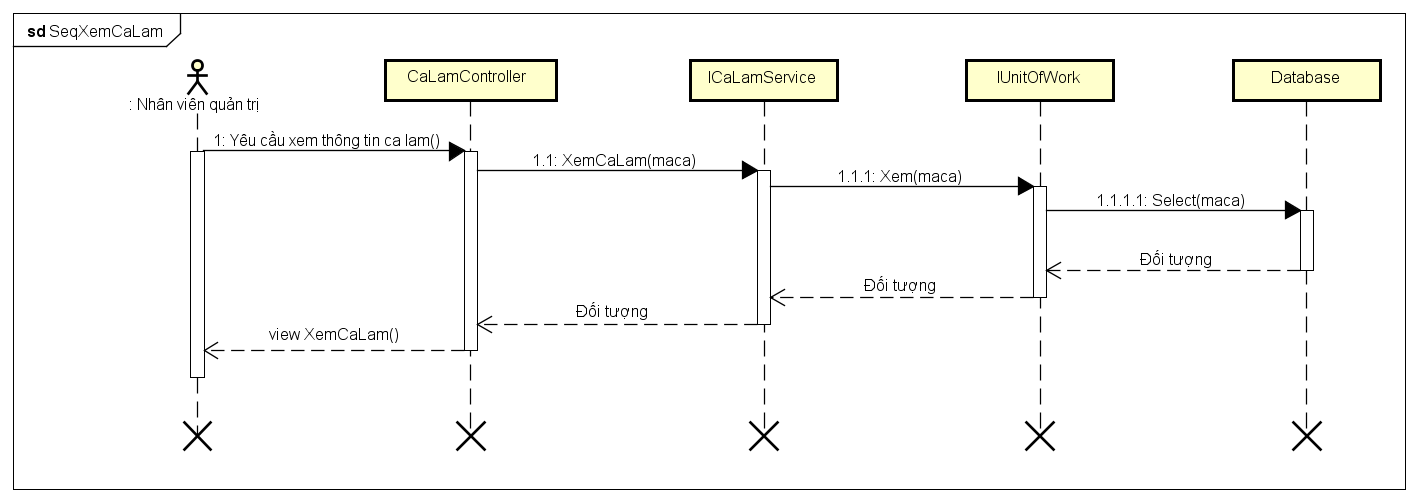 sd SeqXemCaLam
CaLamController
ICaLamService
IUnitOfWork
Database
: Nhân viên quản trị
1: Yêu cầu xem thông tin ca lam()
1.1: XemCaLam(maca)
1.1.1: Xem(maca)
1.1.1.1: Select(maca)
Đối tượng
Đối tượng
Đối tượng
view XemCaLam()